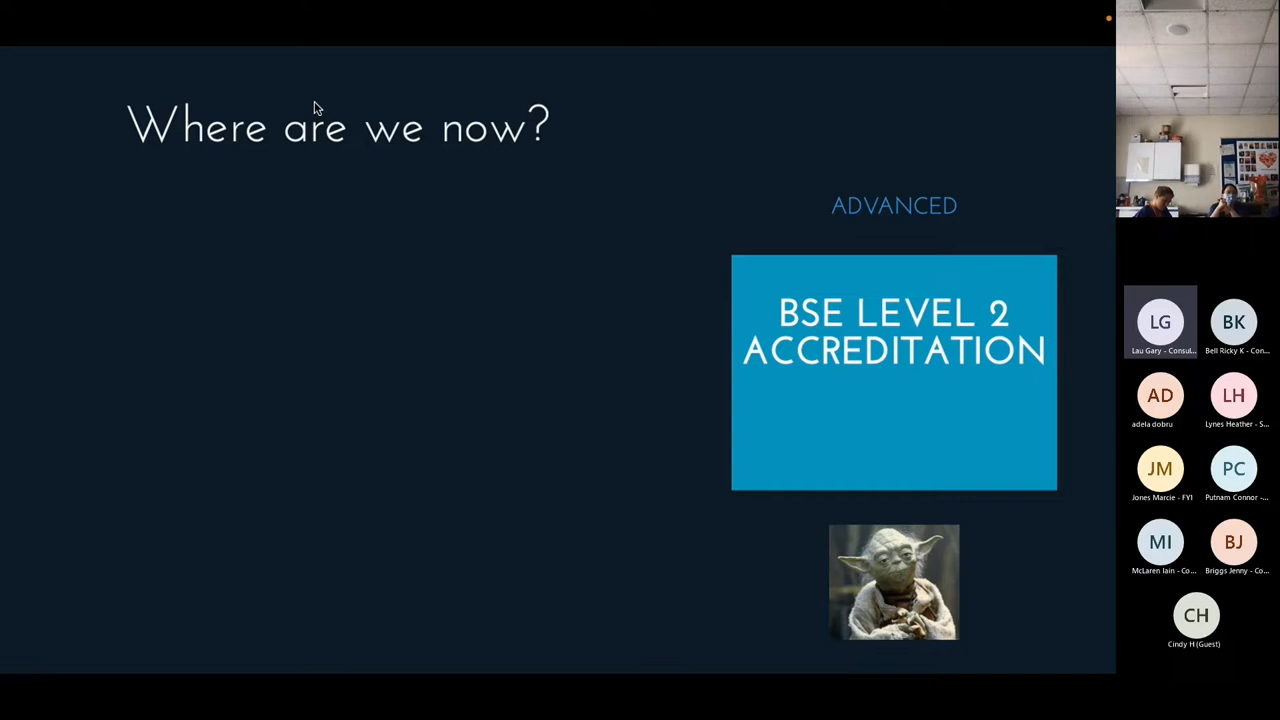 Where are we now?
ADVANCED
BSE LEVEL 2
ACCREDITATION
LG
Lau Gary - Consul...
BK
Bell Ricky K - Con...
AD
adela dobru
LH
Lynes Heather - S...
JM
Jones Marcie - FY1
PC
Putnam Connor -...
MI
McLaren Iain - Co...
BJ
Briggs Jenny - Co...
CH
Cindy H (Guest)